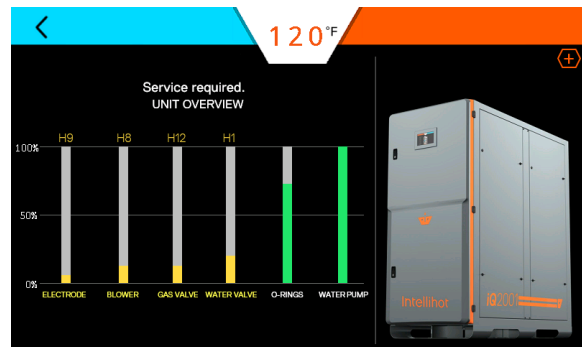 120°F
Service required.
UNIT OVERVIEW
H9 H8 H12 H1
100%
50%
0%
ELECTRODE BLOWER GAS VALVE WATER VALVE O-RINGS WATER PUMP
Intellihot iQ2001